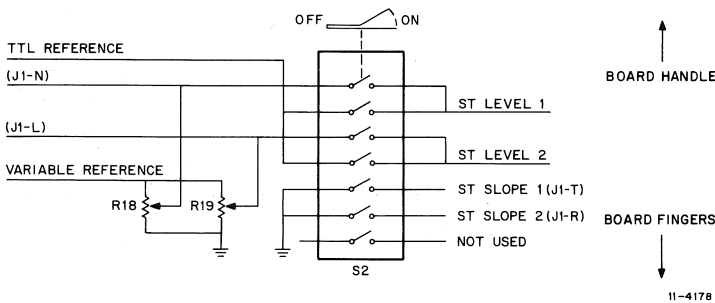 OFF ON
TTL REFERENCE
(J1-N)
BOARD HANDLE
ST LEVEL 1
(J1-L)
ST LEVEL 2
VARIABLE REFERENCE
R18 R19
ST SLOPE 1 (J1-T)
ST SLOPE 2 (J1-R)
BOARD FINGERS
NOT USED
S2
11-4178